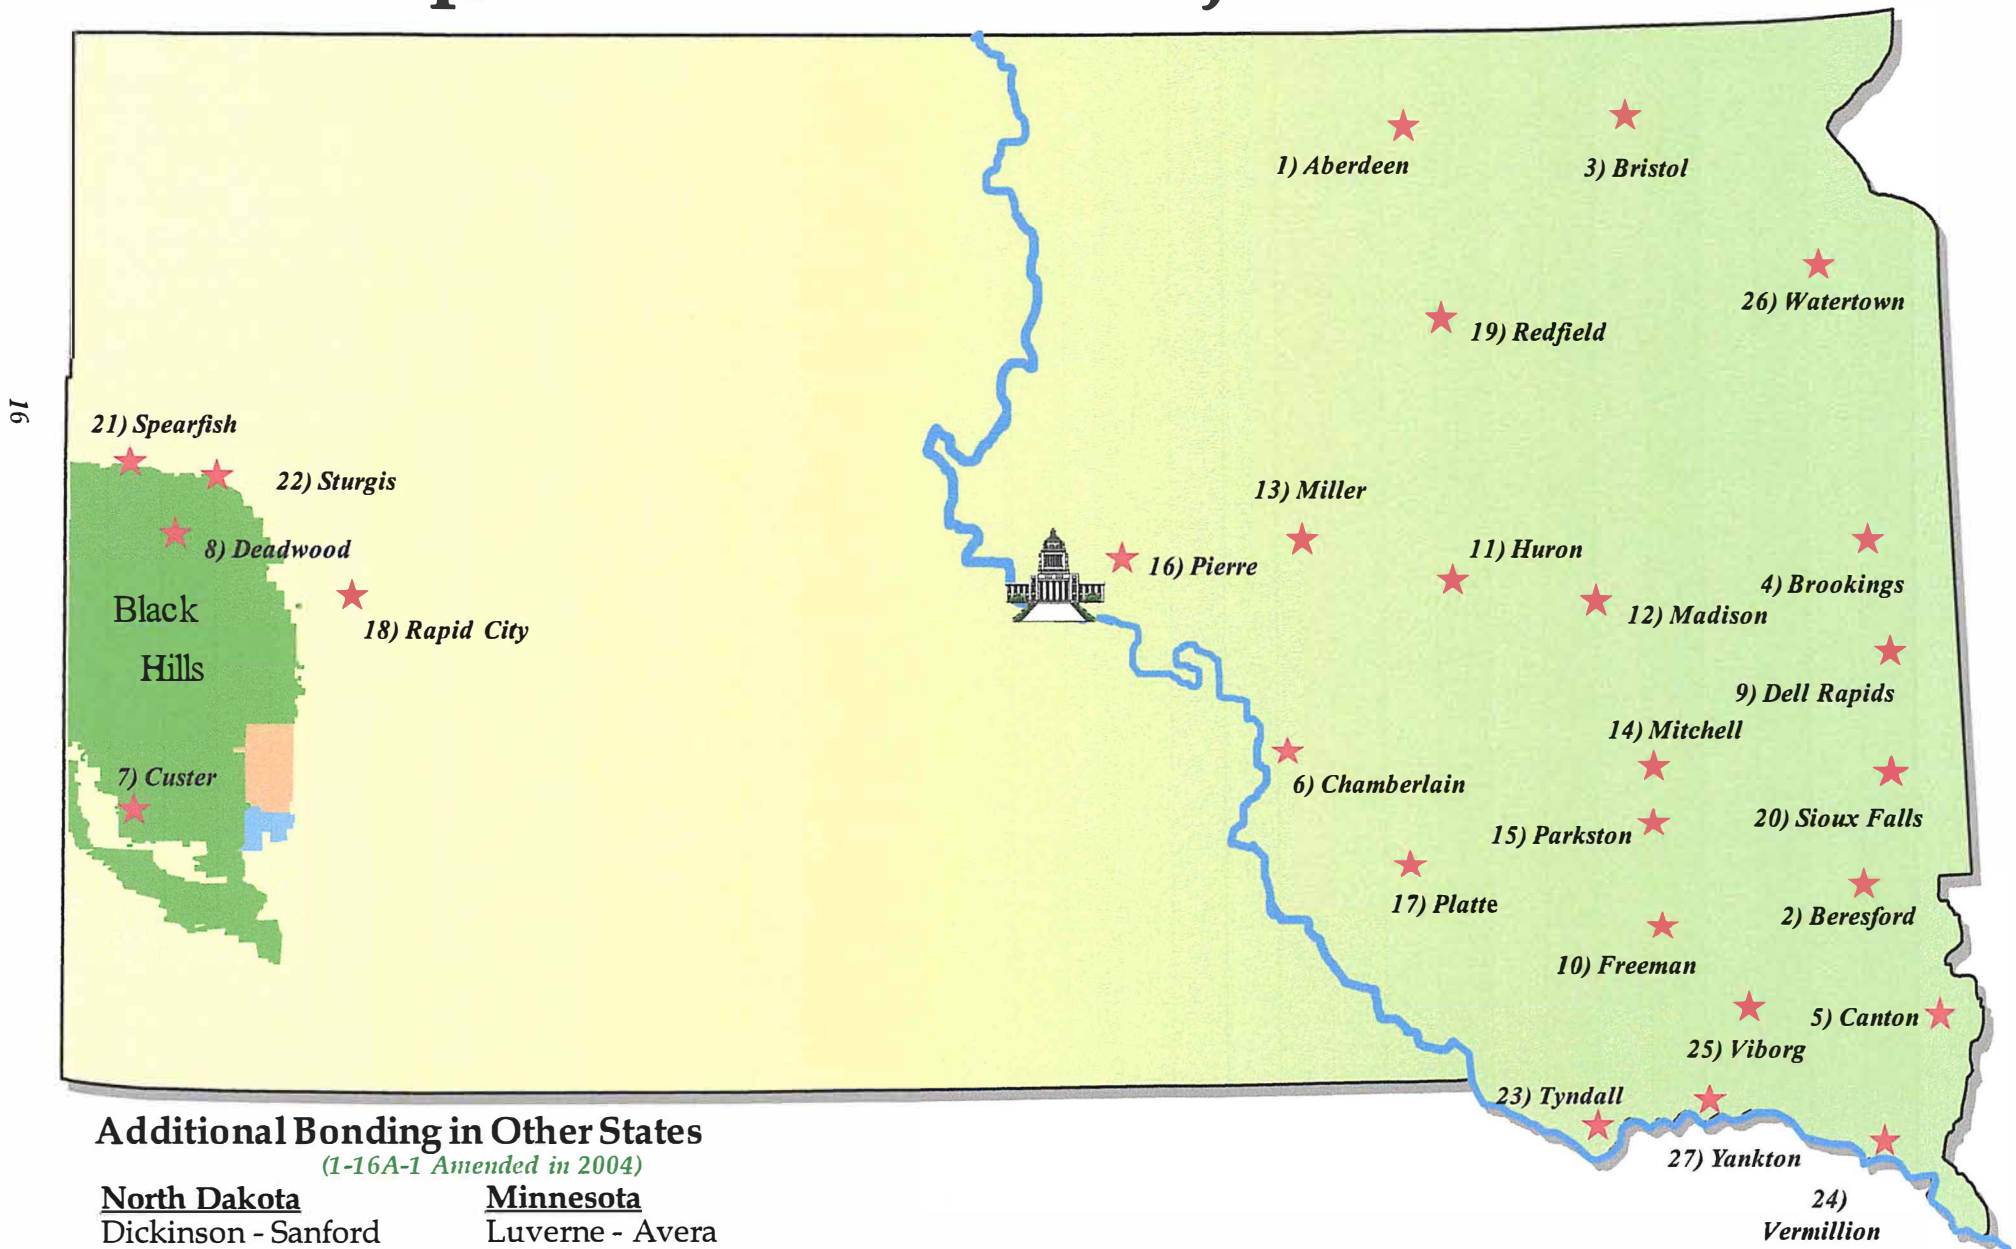 1) Aberdeen
3) Bristol
26) Watertown
19) Redfield
16
21) Spearfish
22) Sturgis
13) Miller
8) Deadwood
11) Huron
16) Pierre
4) Brookings
Black
12) Madison
18) Rapid City
Hills
9) Dell Rapids
14) Mitchell
7) Custer
6) Chamberlain
20) Sioux Falls
15) Parkston
17) Platte
2) Beresford
10) Freeman
5) Canton
25) Viborg
23) Tyndall
Additional Bonding in Other States
(1-16A-1 Amended in 2004)
27) Yankton
North Dakota
Dickinson - Sanford
Minnesota
Luverne - Avera
24)
Vermillion